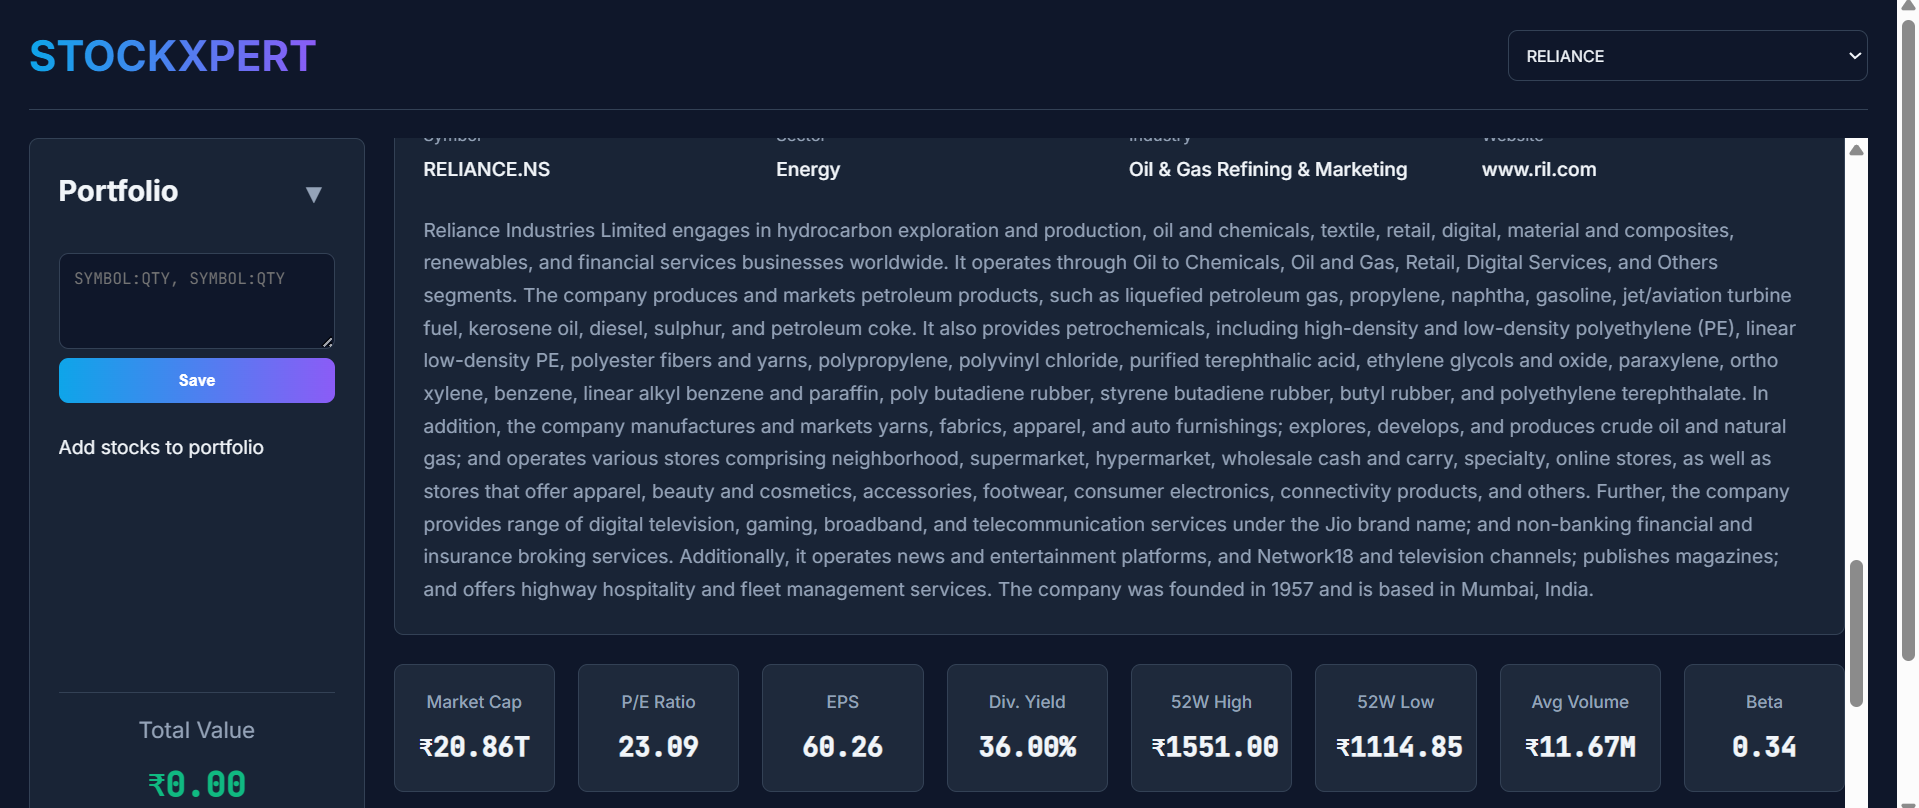 STOCKXPERT
RELIANCE
Portfolio
SYMBOL:QTY, SYMBOL:QTY
Save
Add stocks to portfolio
Total Value
₹0.00
Symbol Sector Industry Website
RELIANCE.NS Energy Oil & Gas Refining & Marketing www.ril.com
Reliance Industries Limited engages in hydrocarbon exploration and production, oil and chemicals, textile, retail, digital, material and composites,
renewables, and financial services businesses worldwide. It operates through Oil to Chemicals, Oil and Gas, Retail, Digital Services, and Others
segments. The company produces and markets petroleum products, such as liquefied petroleum gas, propylene, naphtha, gasoline, jet/aviation turbine
fuel, kerosene oil, diesel, sulphur, and petroleum coke. It also provides petrochemicals, including high-density and low-density polyethylene (PE), linear
low-density PE, polyester fibers and yarns, polypropylene, polyvinyl chloride, purified terephthalic acid, ethylene glycols and oxide, paraxylene, ortho
xylene, benzene, linear alkyl benzene and paraffin, poly butadiene rubber, styrene butadiene rubber, butyl rubber, and polyethylene terephthalate. In
addition, the company manufactures and markets yarns, fabrics, apparel, and auto furnishings; explores, develops, and produces crude oil and natural
gas; and operates various stores comprising neighborhood, supermarket, hypermarket, wholesale cash and carry, specialty, online stores, as well as
stores that offer apparel, beauty and cosmetics, accessories, footwear, consumer electronics, connectivity products, and others. Further, the company
provides range of digital television, gaming, broadband, and telecommunication services under the Jio brand name; and non-banking financial and
insurance broking services. Additionally, it operates news and entertainment platforms, and Network18 and television channels; publishes magazines;
and offers highway hospitality and fleet management services. The company was founded in 1957 and is based in Mumbai, India.
Market Cap P/E Ratio EPS Div. Yield 52W High 52W Low Avg Volume Beta
₹20.86T 23.09 60.26 36.00% ₹1551.00 ₹1114.85 ₹11.67M 0.34